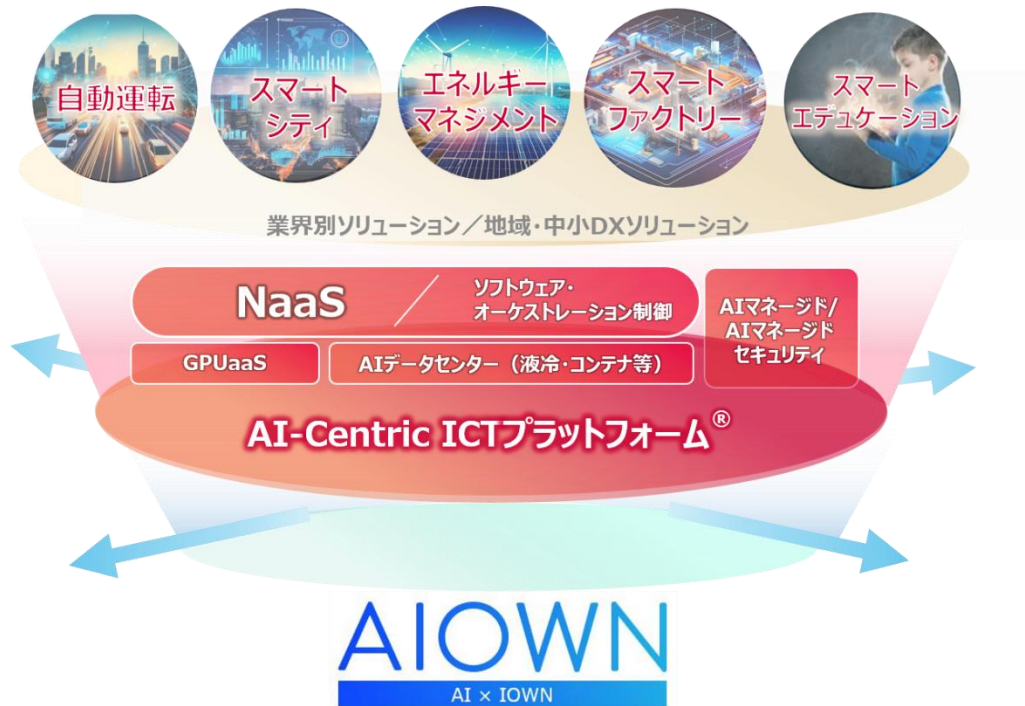 自動運転
スマート
シティ
エネルギー
マネジメント
スマート
ファクトリー
スマート
エデュケーション
業界別ソリューション／地域・中小DXソリューション
NaaS ／ ソフトウェア・
オーケストレーション制御
AIマネージド/
AIマネージド
セキュリティ
GPUaaS
AIデータセンター（液冷・コンテナ等）
AI-Centric ICTプラットフォーム®
AIOWN
AI × IOWN